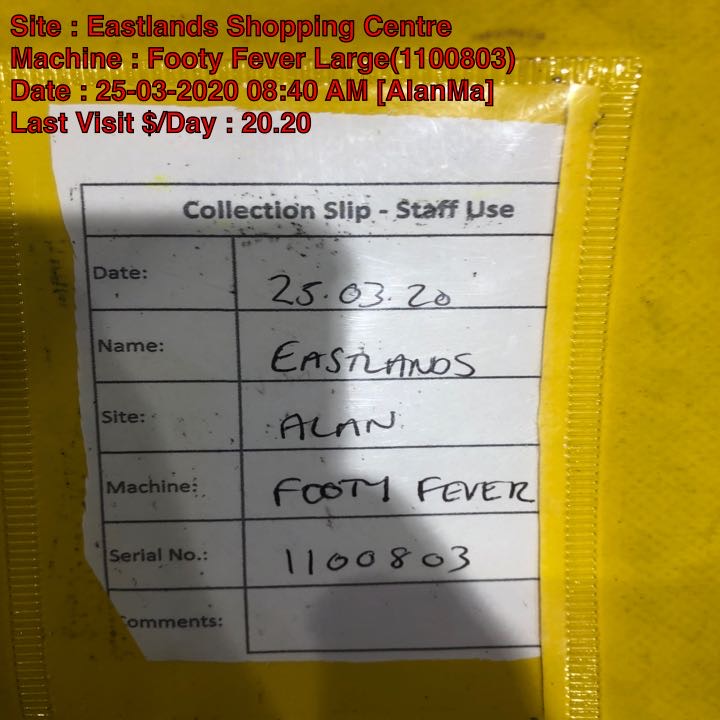 Site : Eastlands Shopping Centre
Machine : Footy Fever Large(1100803)
Date : 25-03-2020 08:40 AM [AlanMa]
Last Visit $/Day : 20.20
Collection Slip - Staff Use
Date: 25.03.20
Name: EASTLANDS
Site: ALAN
Machine: FOOTY FEVER
Serial No.: 1100803
omments: